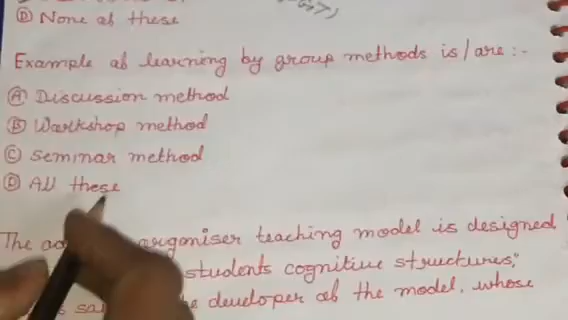 Ⓓ None of these
Example of learning by group methods is/are :-
Ⓐ Discussion method
Ⓑ Workshop method
Ⓒ Seminar method
Ⓓ All these
The organiser teaching model is designed
students cognitive structures,"
the developer of the model, whose